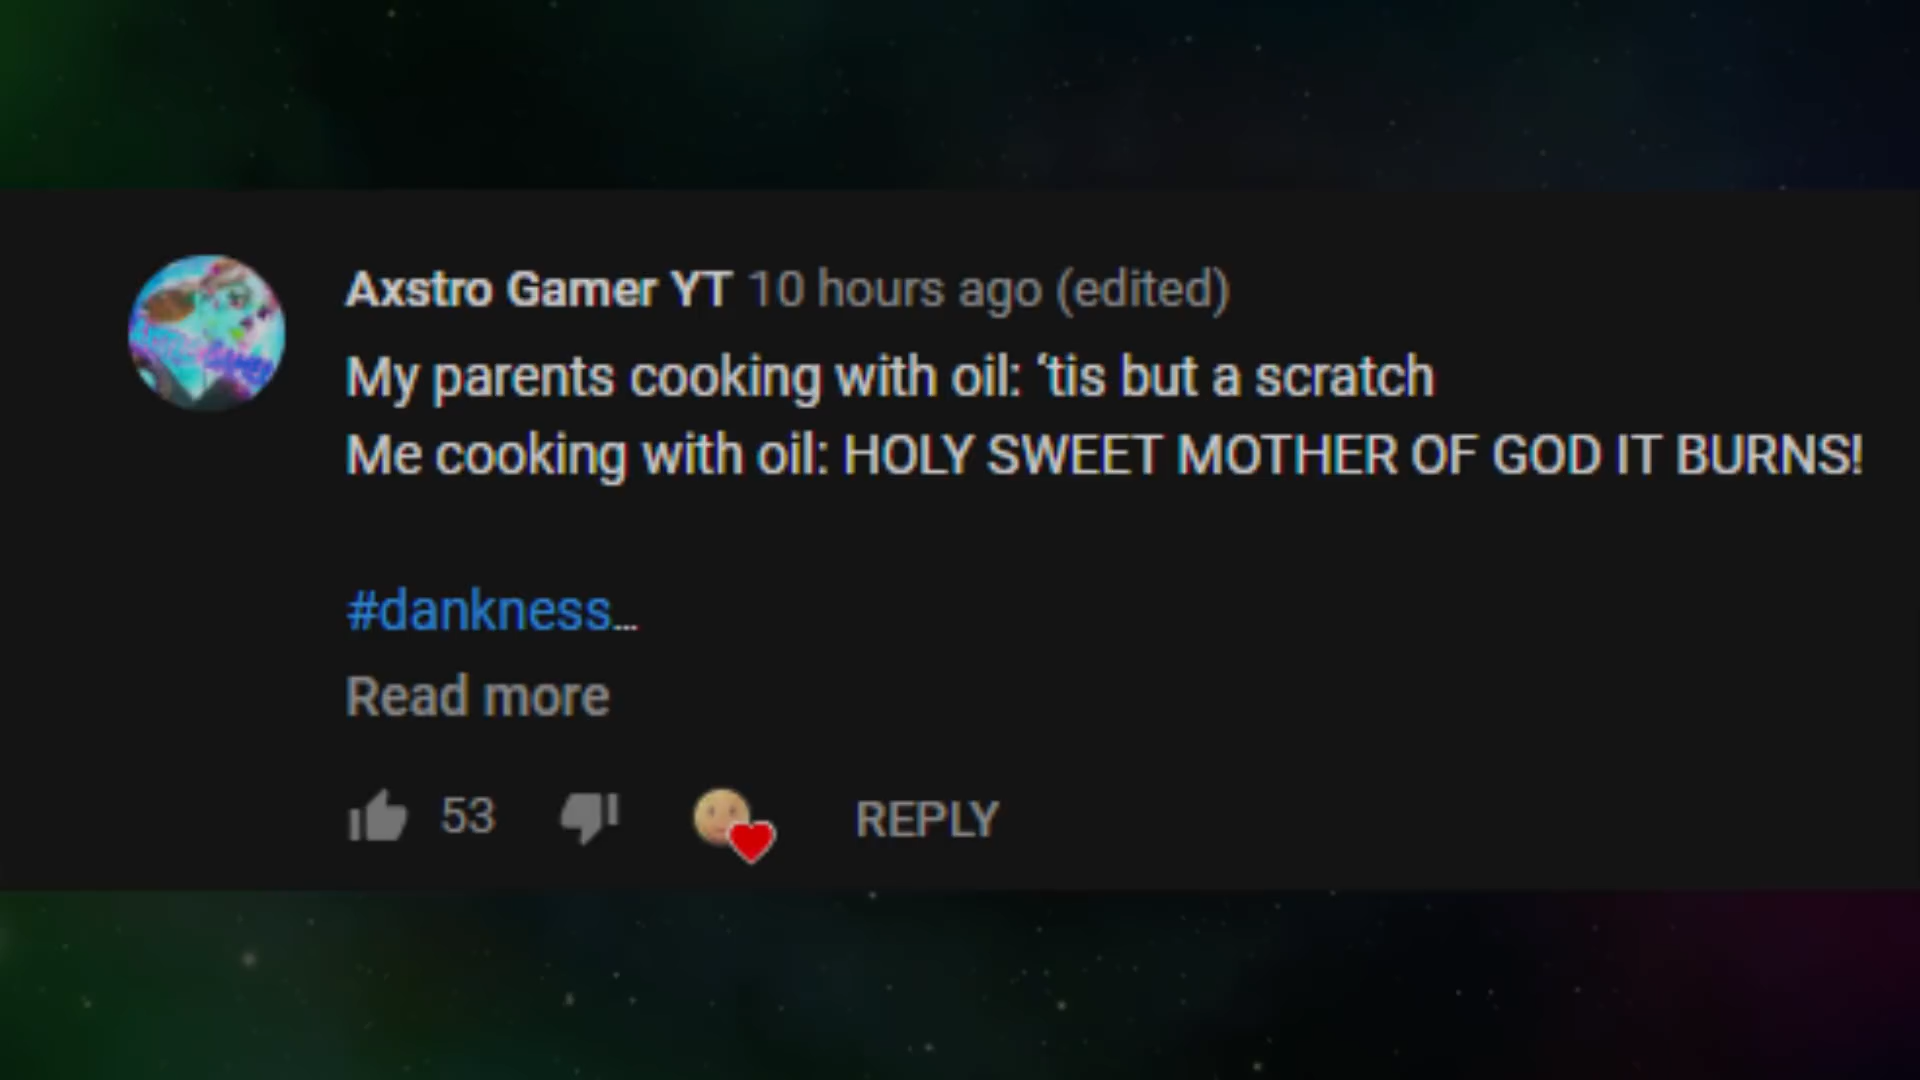 Axstro Gamer YT 10 hours ago (edited)
My parents cooking with oil: ‘tis but a scratch
Me cooking with oil: HOLY SWEET MOTHER OF GOD IT BURNS!
#dankness...
Read more
53 REPLY